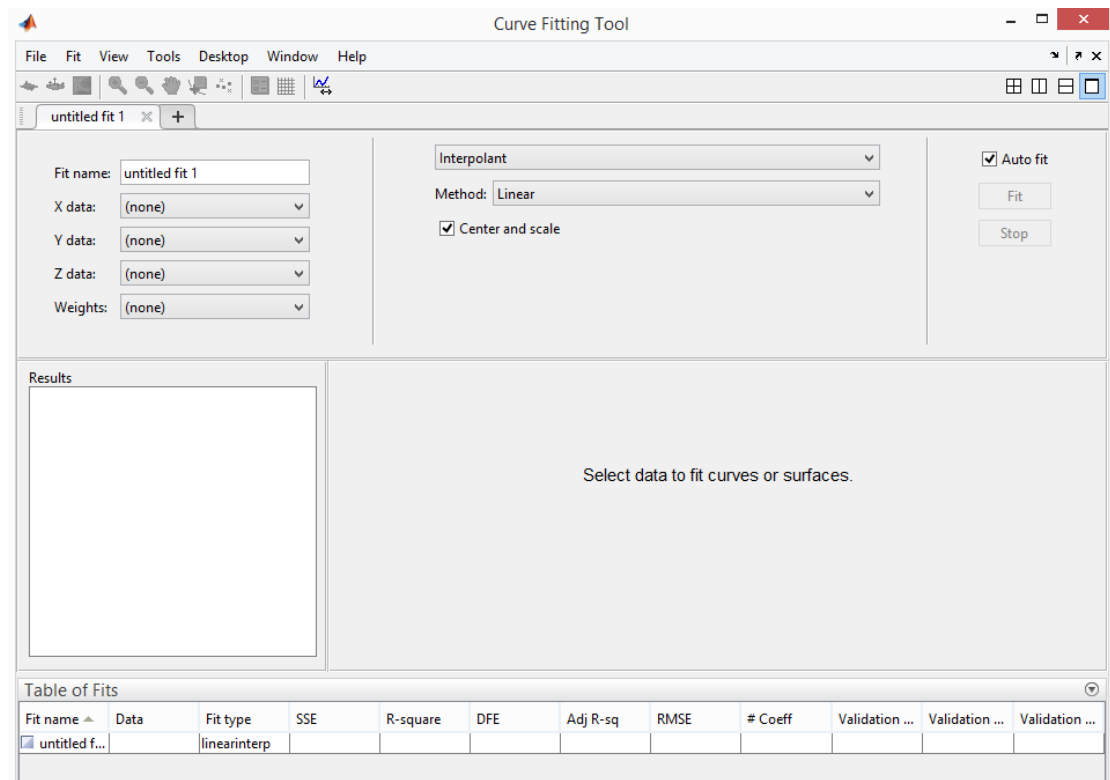 Curve Fitting Tool
File Fit View Tools Desktop Window Help
untitled fit 1
Fit name: untitled fit 1
X data: (none)
Y data: (none)
Z data: (none)
Weights: (none)
Interpolant
Method: Linear
Center and scale
Auto fit
Fit
Stop
Results
Select data to fit curves or surfaces.
Table of Fits
Fit name Data Fit type SSE R-square DFE Adj R-sq RMSE # Coeff Validation ... Validation ... Validation ...
untitled f... linearinterp